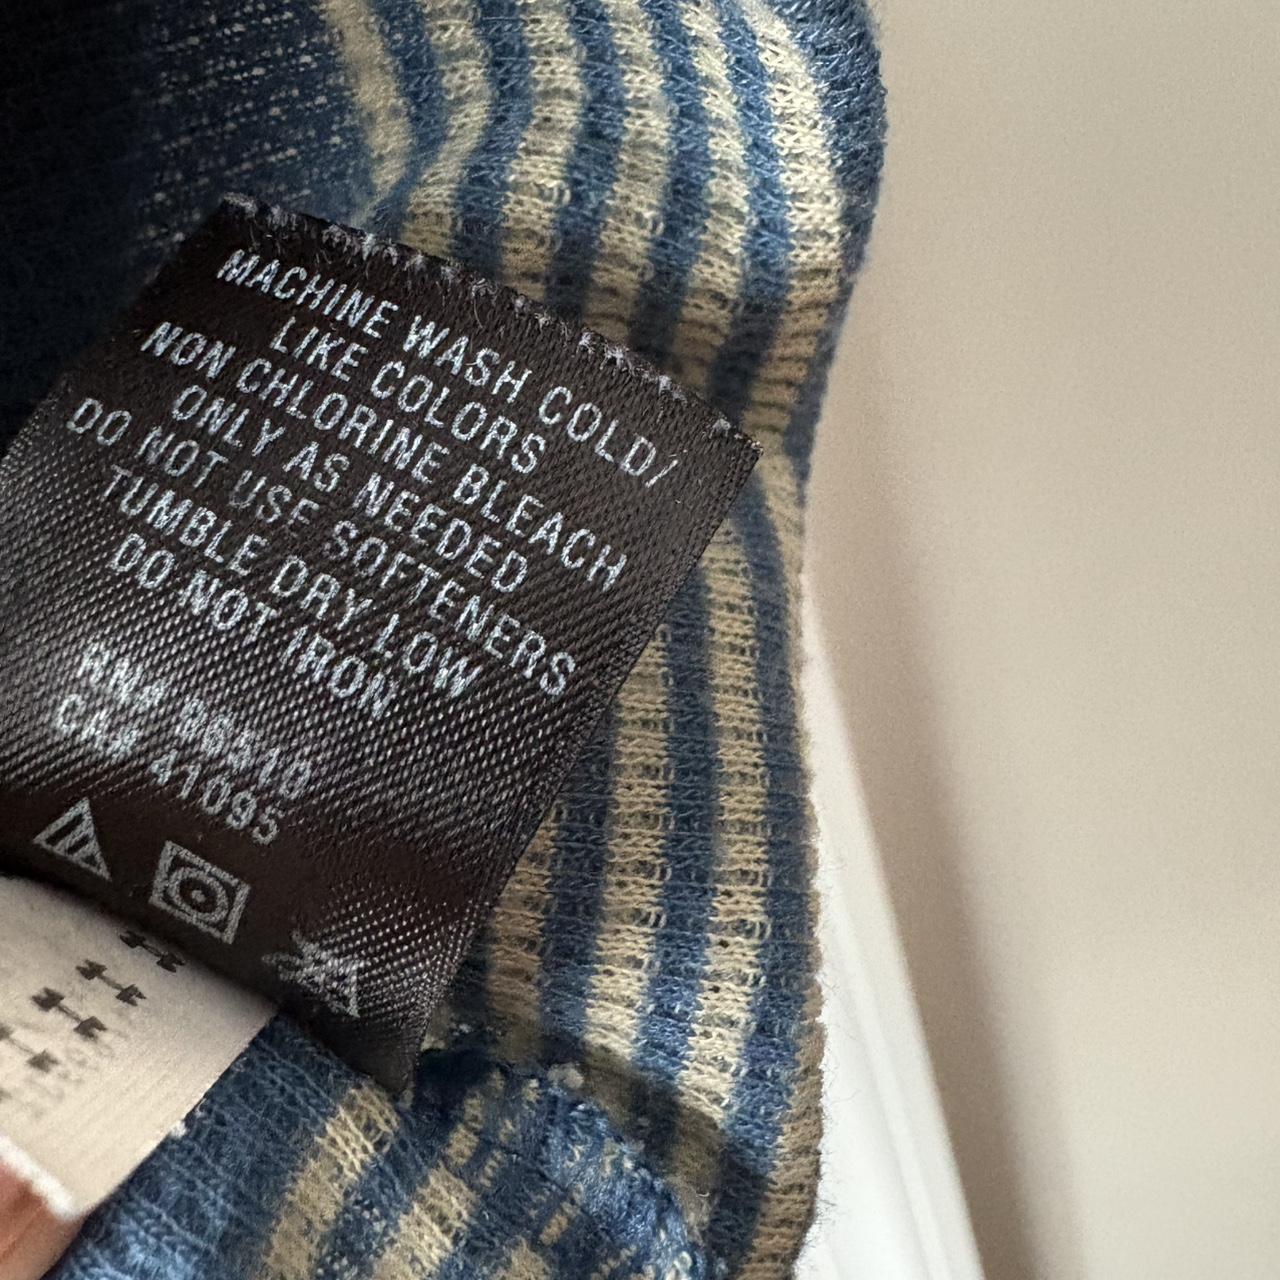 MACHINE WASH COLD/
LIKE COLORS
NON CHLORINE BLEACH
ONLY AS NEEDED
DO NOT USE SOFTENERS
TUMBLE DRY LOW
DO NOT IRON
RN#
CA# 41095